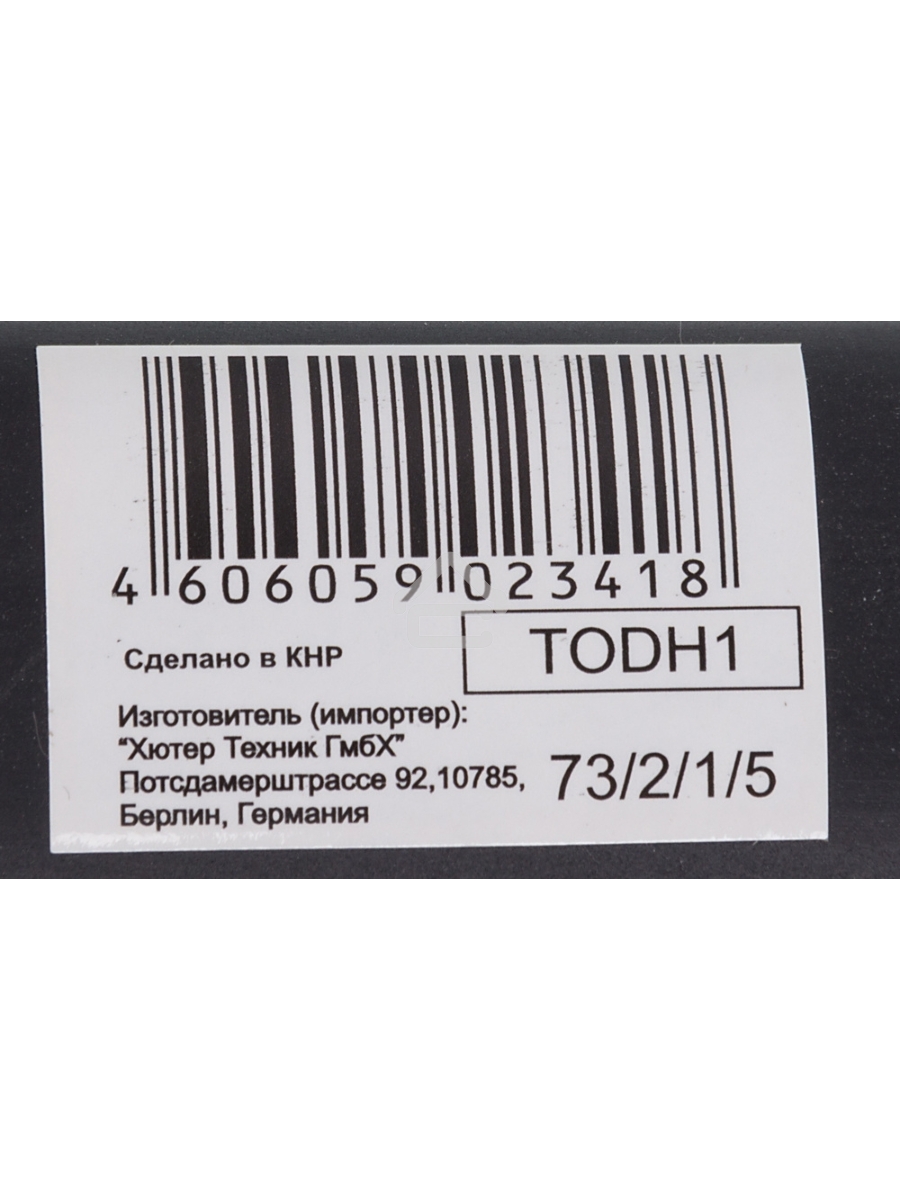 4 606059 023418
TODH1
Сделано в КНР
Изготовитель (импортер):
“Хютер Техник ГмбХ”
Потсдамерштрассе 92,10785,
Берлин, Германия
73/2/1/5